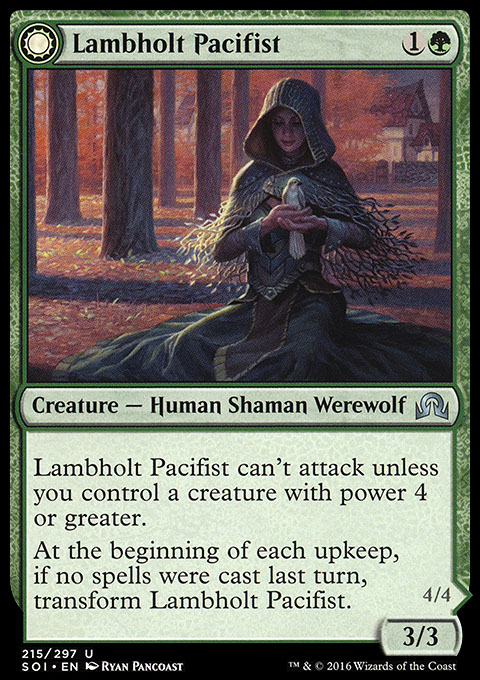 Lambholt Pacifist 1
Creature — Human Shaman Werewolf
Lambholt Pacifist can't attack unless
you control a creature with power 4
or greater.
At the beginning of each upkeep,
if no spells were cast last turn,
transform Lambholt Pacifist.
4/4
3/3
215/297 U
SOI • EN Ryan Pancoast
™ & © 2016 Wizards of the Coast